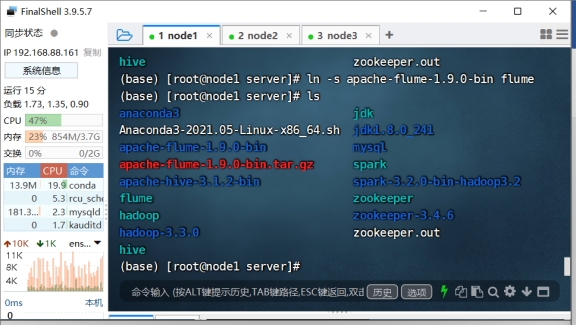 FinalShell 3.9.5.7
同步状态
IP 192.168.88.161 复制
系统信息
运行 15 分
负载 1.73, 1.35, 0.90
CPU 47%
内存 23% 854M/3.7G
交换 0% 0/2G
内存 CPU 命令
13.9M 19.9 conda
0 5.3 rcu_sche
181.3... 2.3 mysqld
0 1.7 kauditd
10K 1K ens...
11K
8K
4K
0ms 本机
0
1 node1 × 2 node2 × 3 node3 ×
hive zookeeper.out
(base) [root@node1 server]# ln -s apache-flume-1.9.0-bin flume
(base) [root@node1 server]# ls
anaconda3 jdk
Anaconda3-2021.05-Linux-x86_64.sh jdk1.8.0_241
apache-flume-1.9.0-bin mysql
apache-flume-1.9.0-bin.tar.gz spark
apache-hive-3.1.2-bin spark-3.2.0-bin-hadoop3.2
flume zookeeper
hadoop zookeeper-3.4.6
hadoop-3.3.0 zookeeper.out
hive
(base) [root@node1 server]#
命令输入 (按ALT键提示历史,TAB键路径,ESC键返回,双击 历史 选项